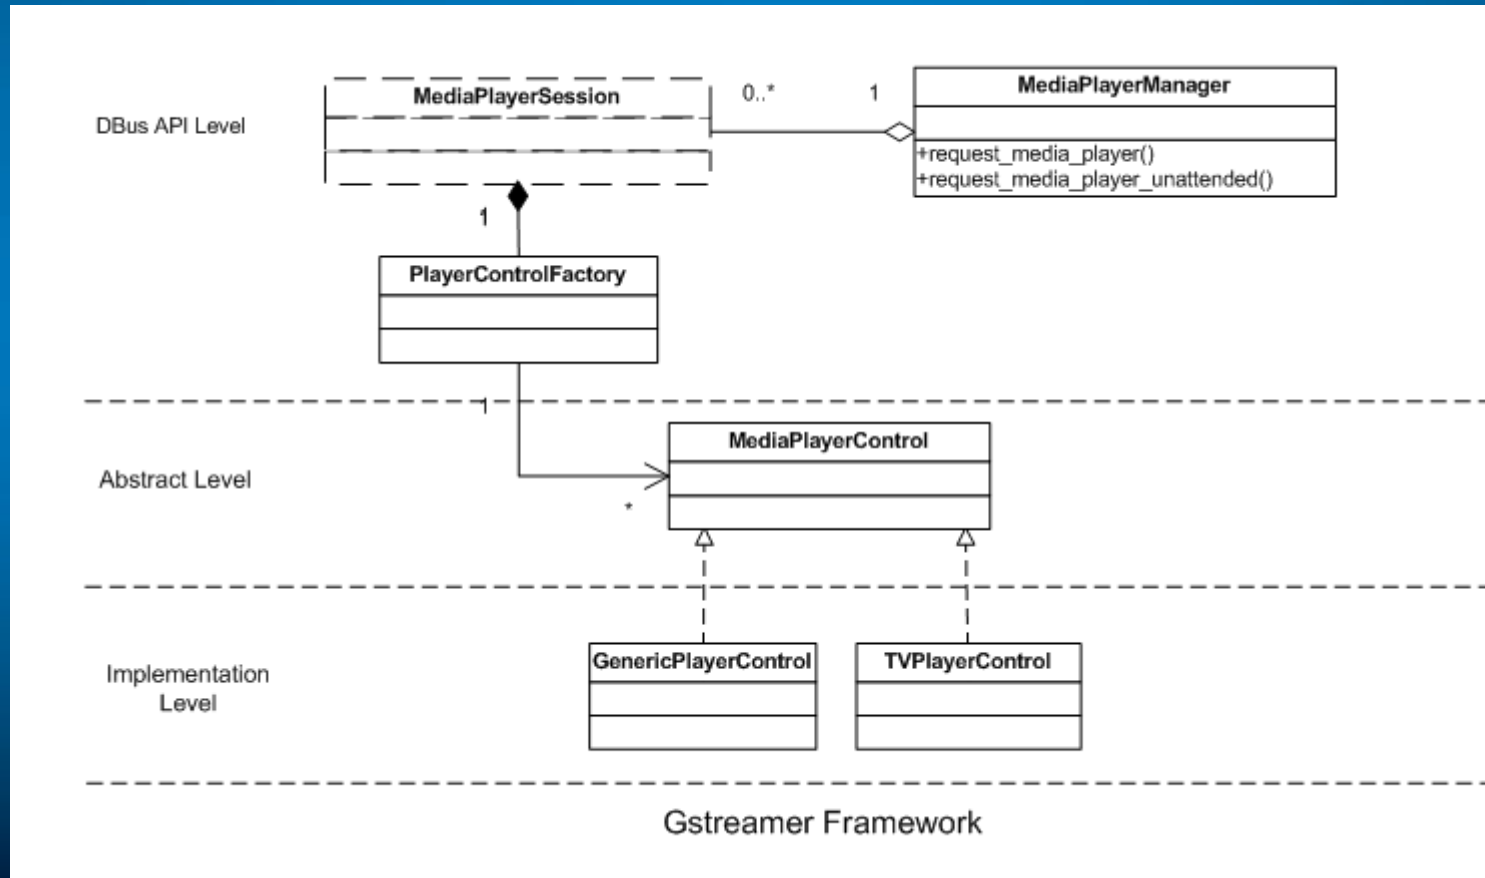 MediaPlayerSession
0..*
1
MediaPlayerManager
DBus API Level
+request_media_player()
+request_media_player_unattended()
1
PlayerControlFactory
1
MediaPlayerControl
Abstract Level
*
GenericPlayerControl
TVPlayerControl
Implementation
Level
Gstreamer Framework